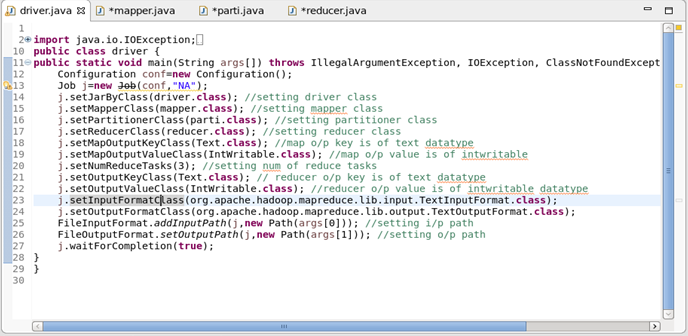 driver.java *mapper.java *parti.java *reducer.java
1
2 import java.io.IOException;
10 public class driver {
11 public static void main(String args[]) throws IllegalArgumentException, IOException, ClassNotFoundExcept
12 Configuration conf=new Configuration();
13 Job j=new Job(conf,"NA");
14 j.setJarByClass(driver.class); //setting driver class
15 j.setMapperClass(mapper.class); //setting mapper class
16 j.setPartitionerClass(parti.class); //setting partitioner class
17 j.setReducerClass(reducer.class); //setting reducer class
18 j.setMapOutputKeyClass(Text.class); //map o/p key is of text datatype
19 j.setMapOutputValueClass(IntWritable.class); //map o/p value is of intwritable
20 j.setNumReduceTasks(3); //setting num of reduce tasks
21 j.setOutputKeyClass(Text.class); // reducer o/p key is of text datatype
22 j.setOutputValueClass(IntWritable.class); //reducer o/p value is of intwritable datatype
23 j.setInputFormatClass(org.apache.hadoop.mapreduce.lib.input.TextInputFormat.class);
24 j.setOutputFormatClass(org.apache.hadoop.mapreduce.lib.output.TextOutputFormat.class);
25 FileInputFormat.addInputPath(j,new Path(args[0])); //setting i/p path
26 FileOutputFormat.setOutputPath(j,new Path(args[1])); //setting o/p path
27 j.waitForCompletion(true);
28 }
29 }
30